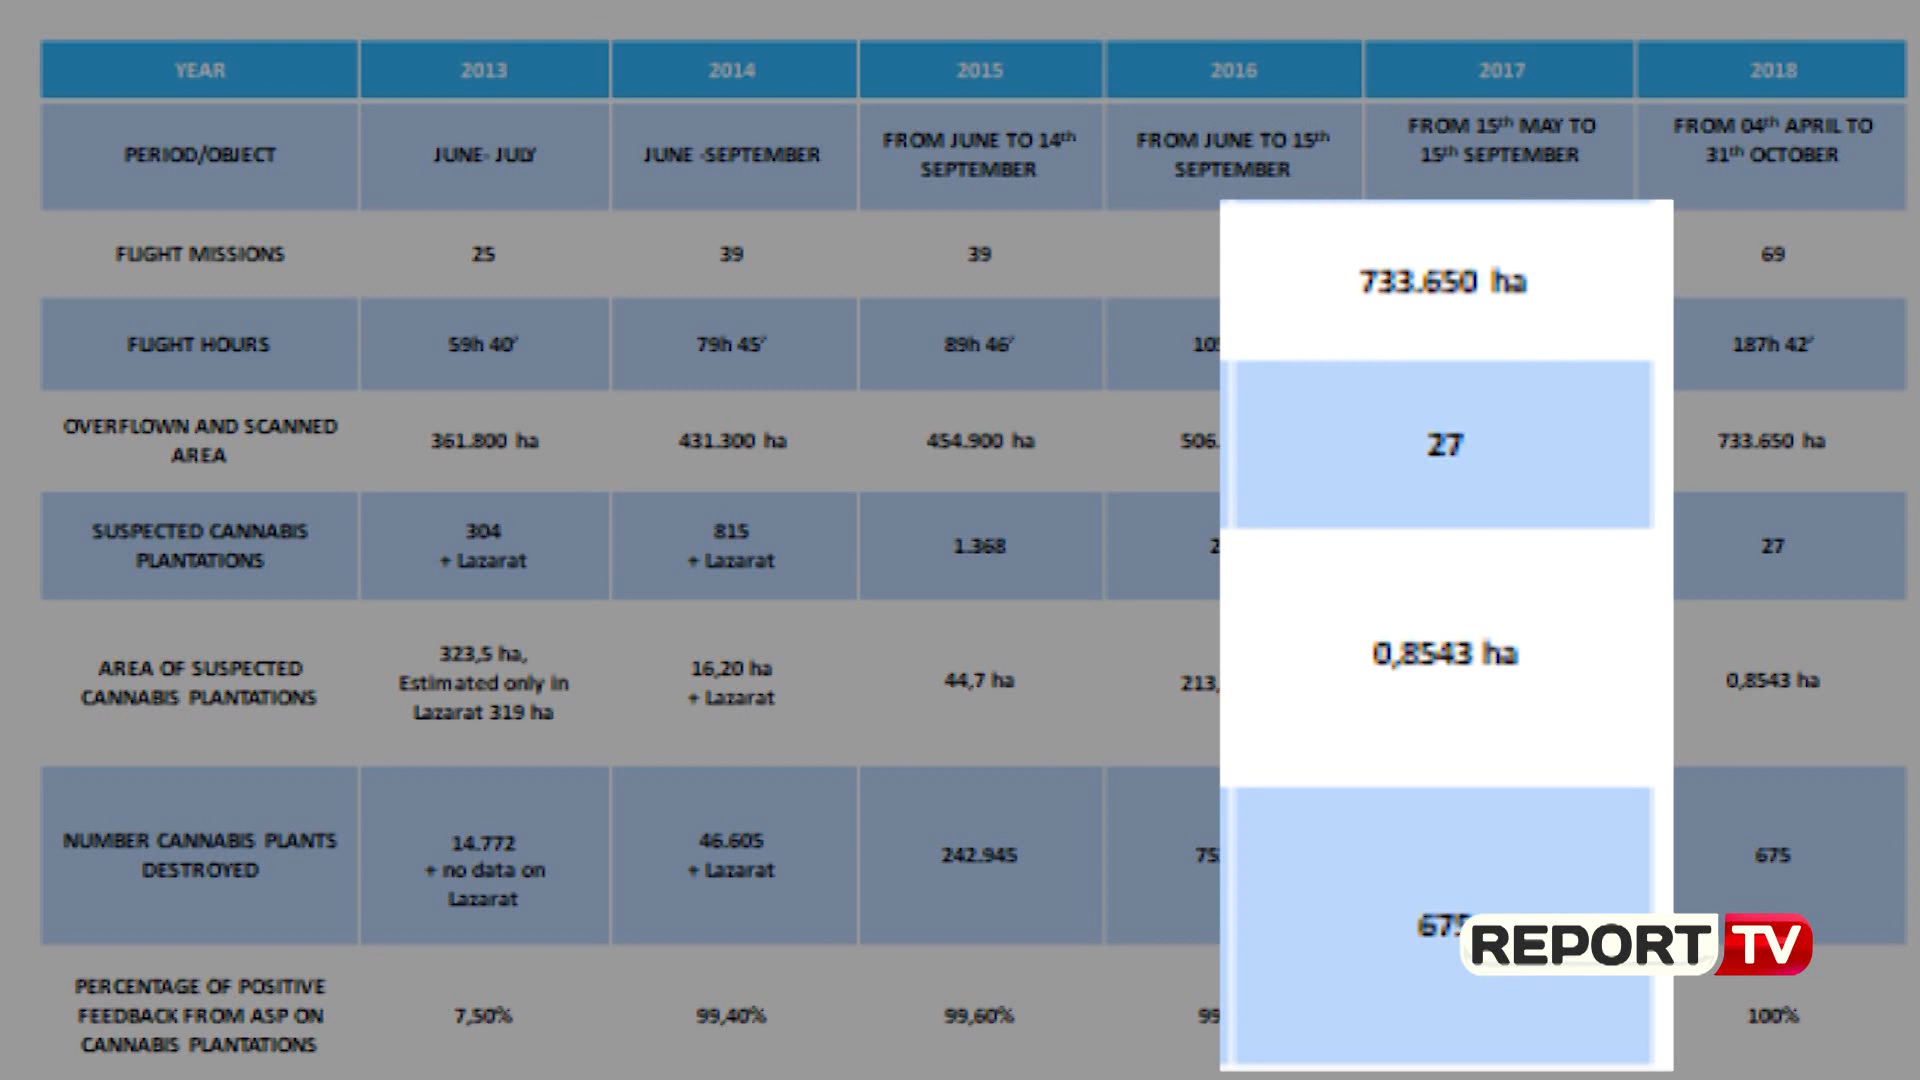 YEAR 2013 2014 2015 2016 2017 2018
PERIOD/OBJECT JUNE- JULY JUNE -SEPTEMBER FROM JUNE TO 14th SEPTEMBER FROM JUNE TO 15th SEPTEMBER FROM 15th MAY TO 15th SEPTEMBER FROM 04th APRIL TO 31th OCTOBER
FLIGHT MISSIONS 25 39 39 69
FLIGHT HOURS 59h 40' 79h 45' 89h 46' 187h 42'
OVERFLOWN AND SCANNED AREA 361.800 ha 431.300 ha 454.900 ha 506. 733.650 ha
SUSPECTED CANNABIS PLANTATIONS 304 + Lazarat 815 + Lazarat 1.368 2 27
AREA OF SUSPECTED CANNABIS PLANTATIONS 323,5 ha, Estimated only in Lazarat 319 ha 16,20 ha + Lazarat 44,7 ha 213, 0,8543 ha
NUMBER CANNABIS PLANTS DESTROYED 14.772 + no data on Lazarat 46.605 + Lazarat 242.945 75 675
PERCENTAGE OF POSITIVE FEEDBACK FROM ASP ON CANNABIS PLANTATIONS 7,50% 99,40% 99,60% 99 100%
733.650 ha
27
0,8543 ha
675
REPORT TV